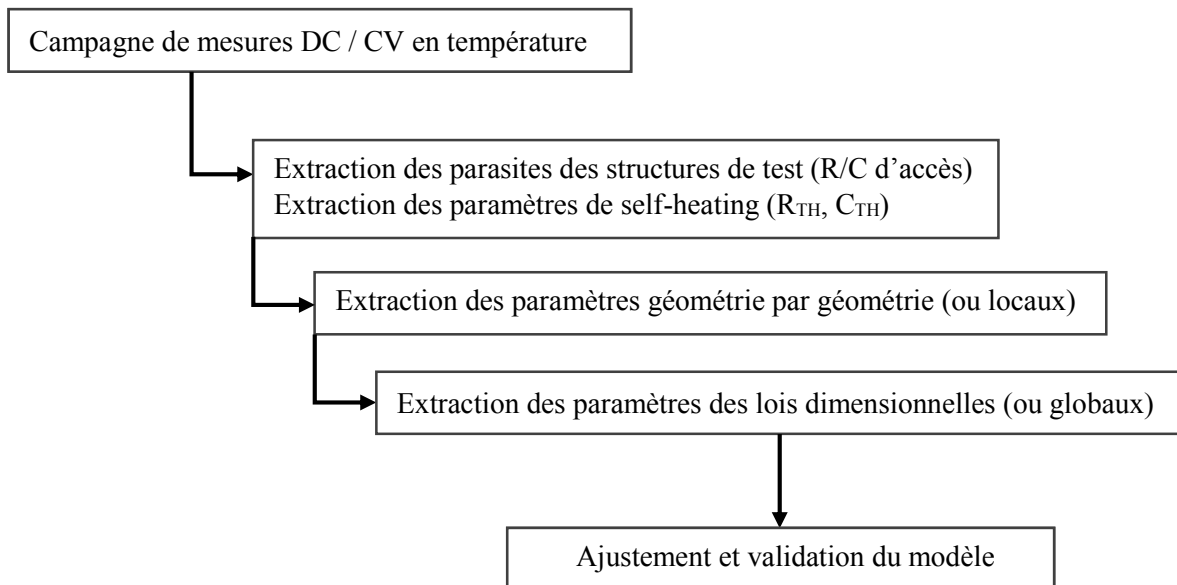 Campagne de mesures DC / CV en température
Extraction des parasites des structures de test (R/C d’accès)
Extraction des paramètres de self-heating (RTH, CTH)
Extraction des paramètres géométrie par géométrie (ou locaux)
Extraction des paramètres des lois dimensionnelles (ou globaux)
Ajustement et validation du modèle